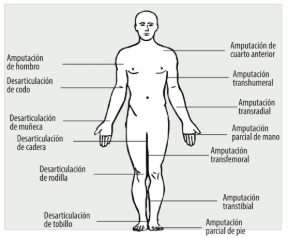 Amputación
de hombro
Desarticulación
de codo
Desarticulación
de muñeca
Desarticulación
de cadera
Desarticulación
de rodilla
Desarticulación
de tobillo
Amputación de
cuarto anterior
Amputación
transhumeral
Amputación
transradial
Amputación
parcial de mano
Amputación
transfemoral
Amputación
transtibial
Amputación
parcial de pie